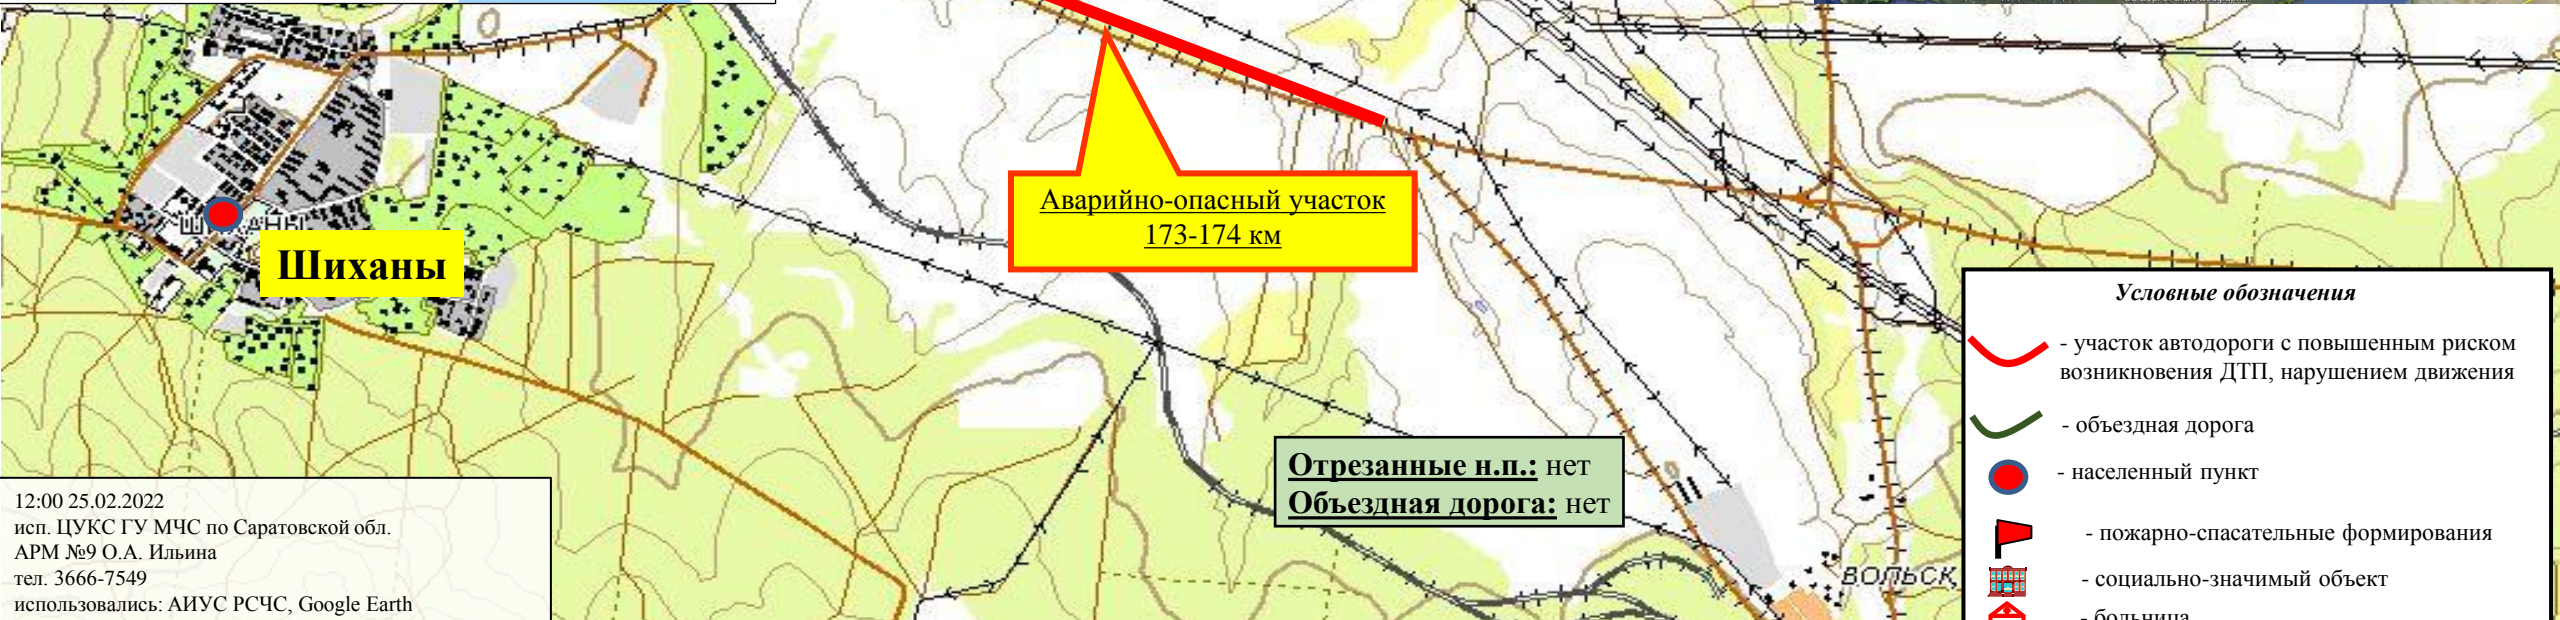 Аварийно-опасный участок
173-174 км
Шиханы
Условные обозначения
- участок автодороги с повышенным риском
возникновения ДТП, нарушением движения
- объездная дорога
- населенный пункт
- пожарно-спасательные формирования
- социально-значимый объект
- больница
Отрезанные н.п.: нет
Объездная дорога: нет
ВОЛЬСК
12:00 25.02.2022
исп. ЦУКС ГУ МЧС по Саратовской обл.
АРМ №9 О.А. Ильина
тел. 3666-7549
использовались: АИУС РСЧС, Google Earth